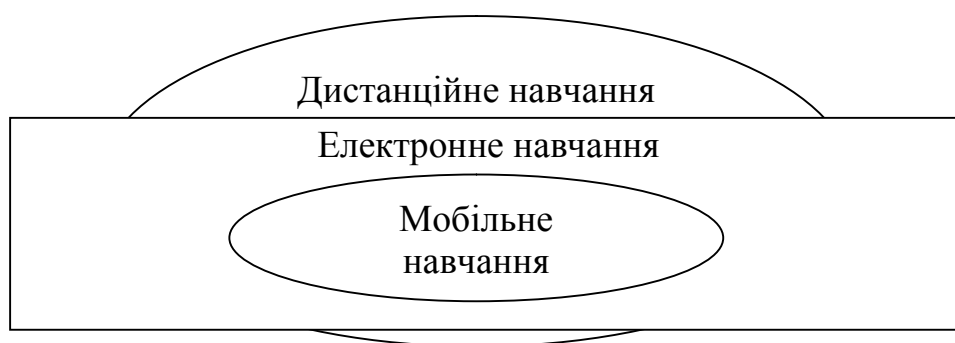 Дистанційне навчання
Електронне навчання
Мобільне
навчання